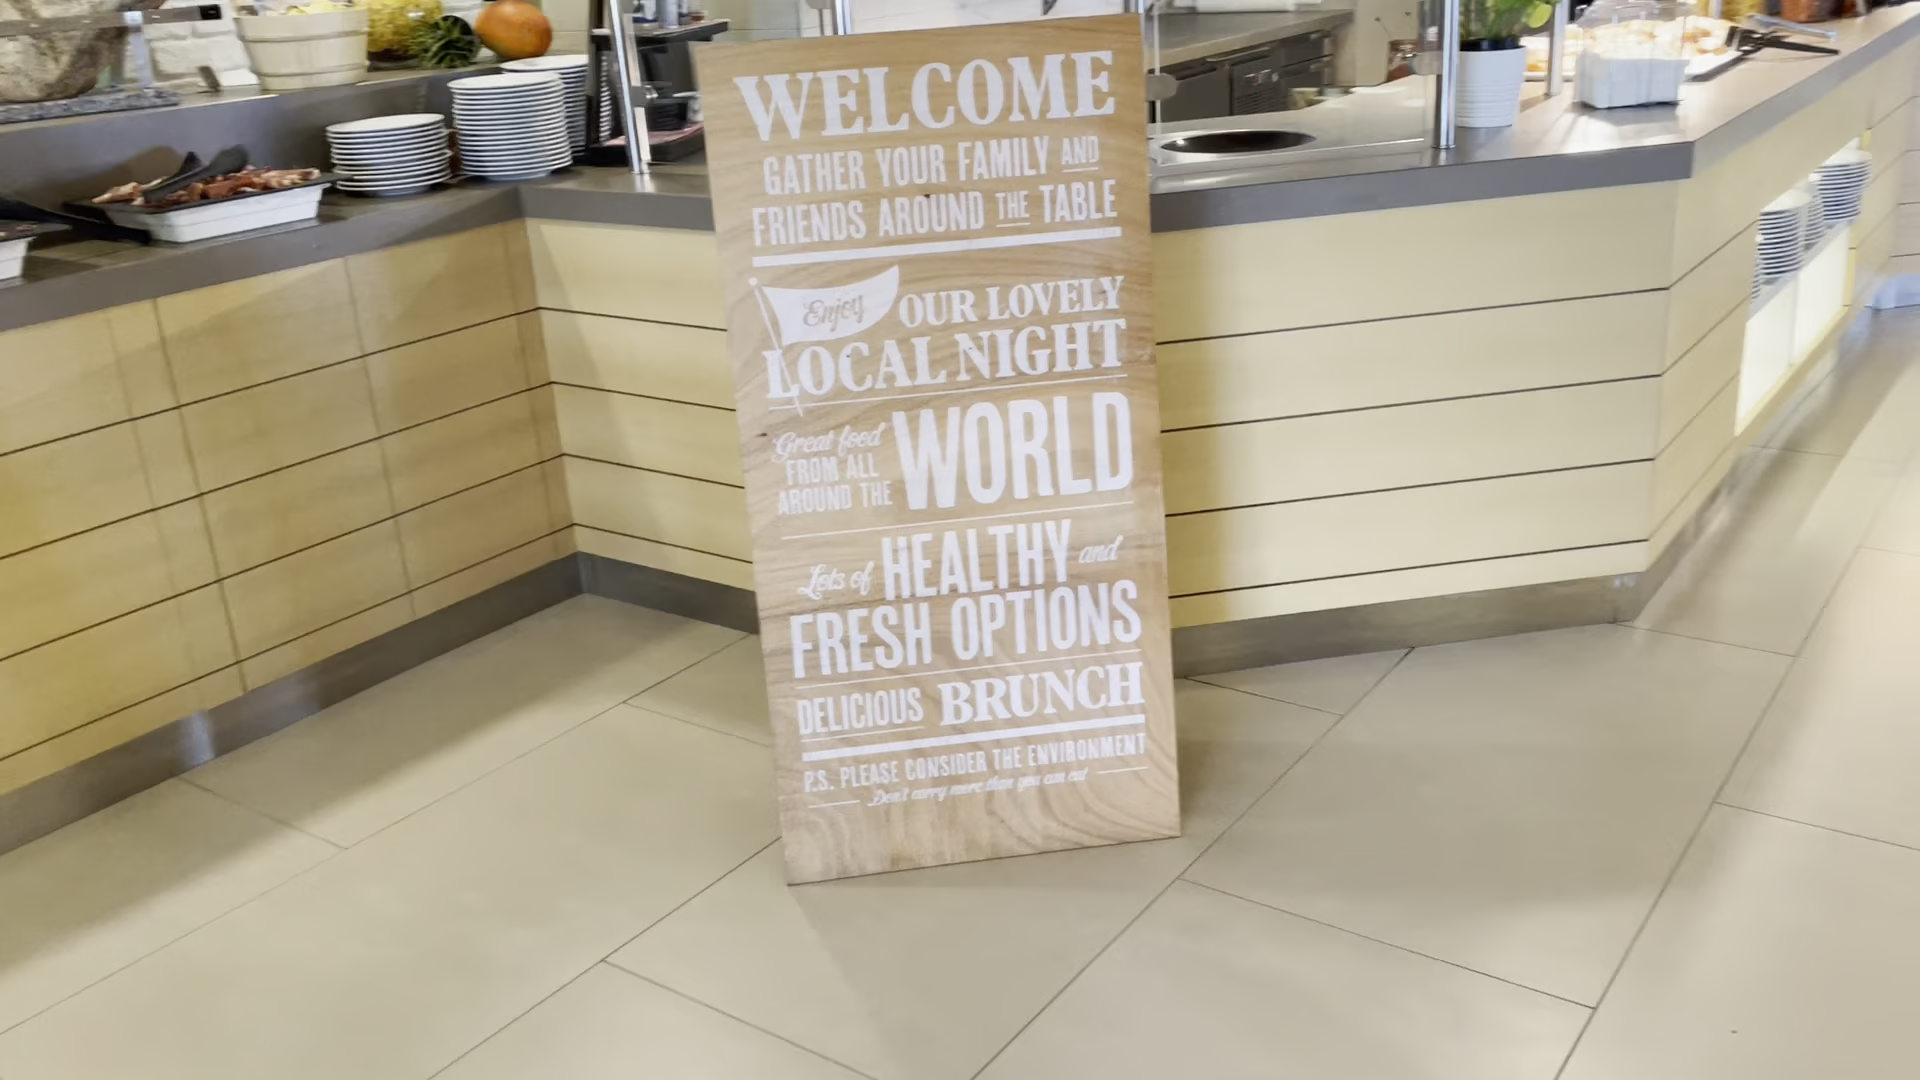 WELCOME
GATHER YOUR FAMILY AND
FRIENDS AROUND THE TABLE
Enjoy OUR LOVELY
LOCAL NIGHT
Great food
FROM ALL
AROUND THE WORLD
Lots of HEALTHY and
FRESH OPTIONS
DELICIOUS BRUNCH
P.S. PLEASE CONSIDER THE ENVIRONMENT
Don't carry more than you can eat